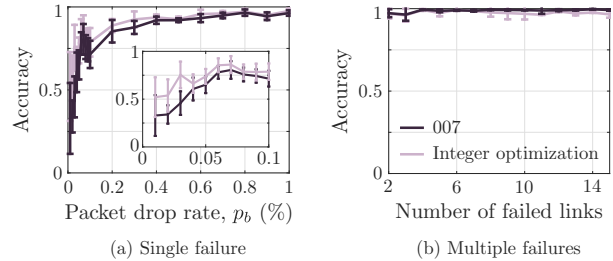 1
0.5
0
Accuracy
0 0.2 0.4 0.6 0.8 1
Packet drop rate, p_b (%)
1
0.5
0
0.05 0.1
(a) Single failure
1
0.5
0
Accuracy
2 6 10 14
Number of failed links
007
Integer optimization
(b) Multiple failures